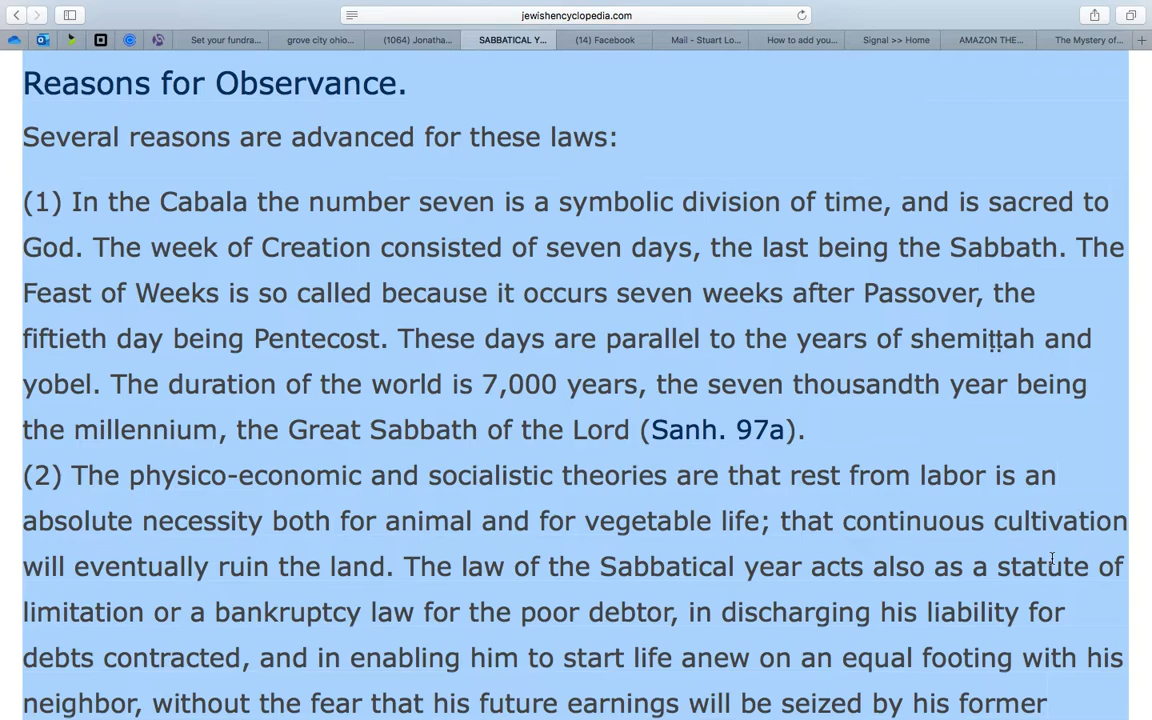 jewishencyclopedia.com
Set your fundra...
grove city ohio...
(1064) Jonatha...
SABBATICAL Y...
(14) Facebook
Mail - Stuart Lo...
How to add you...
Signal >> Home
AMAZON THE...
The Mystery of...
Reasons for Observance.
Several reasons are advanced for these laws:
(1) In the Cabala the number seven is a symbolic division of time, and is sacred to
God. The week of Creation consisted of seven days, the last being the Sabbath. The
Feast of Weeks is so called because it occurs seven weeks after Passover, the
fiftieth day being Pentecost. These days are parallel to the years of shemiṭṭah and
yobel. The duration of the world is 7,000 years, the seven thousandth year being
the millennium, the Great Sabbath of the Lord (Sanh. 97a).
(2) The physico-economic and socialistic theories are that rest from labor is an
absolute necessity both for animal and for vegetable life; that continuous cultivation
will eventually ruin the land. The law of the Sabbatical year acts also as a statute of
limitation or a bankruptcy law for the poor debtor, in discharging his liability for
debts contracted, and in enabling him to start life anew on an equal footing with his
neighbor, without the fear that his future earnings will be seized by his former